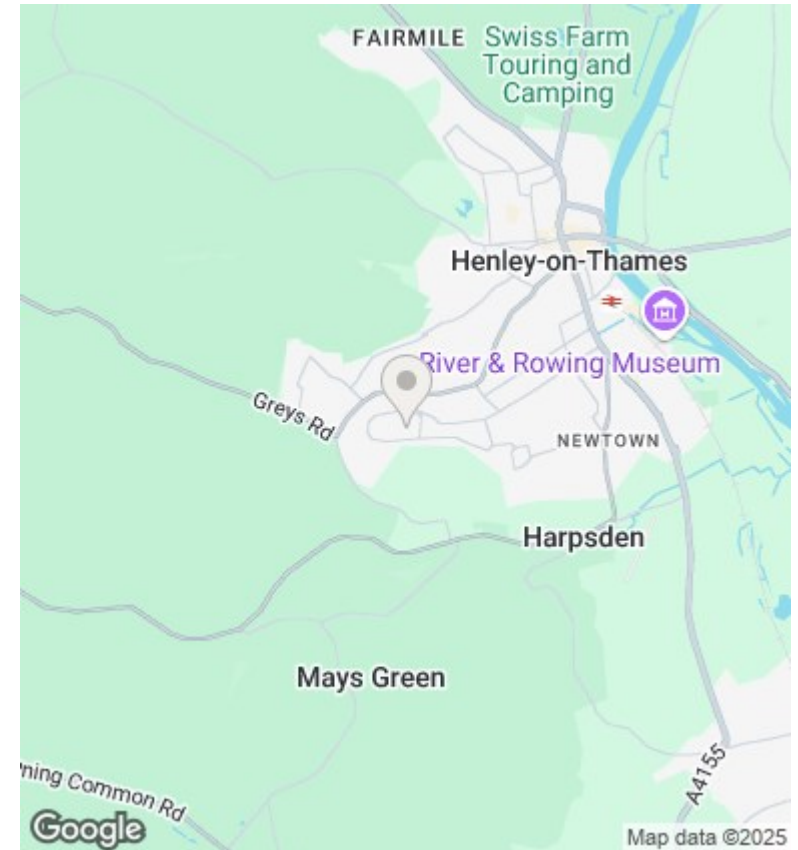 FAIRMILE
Swiss Farm
Touring and
Camping
Henley-on-Thames
River & Rowing Museum
Greys Rd
NEWTOWN
Harpsden
Mays Green
ning Common Rd
A4155
Google
Map data ©2025